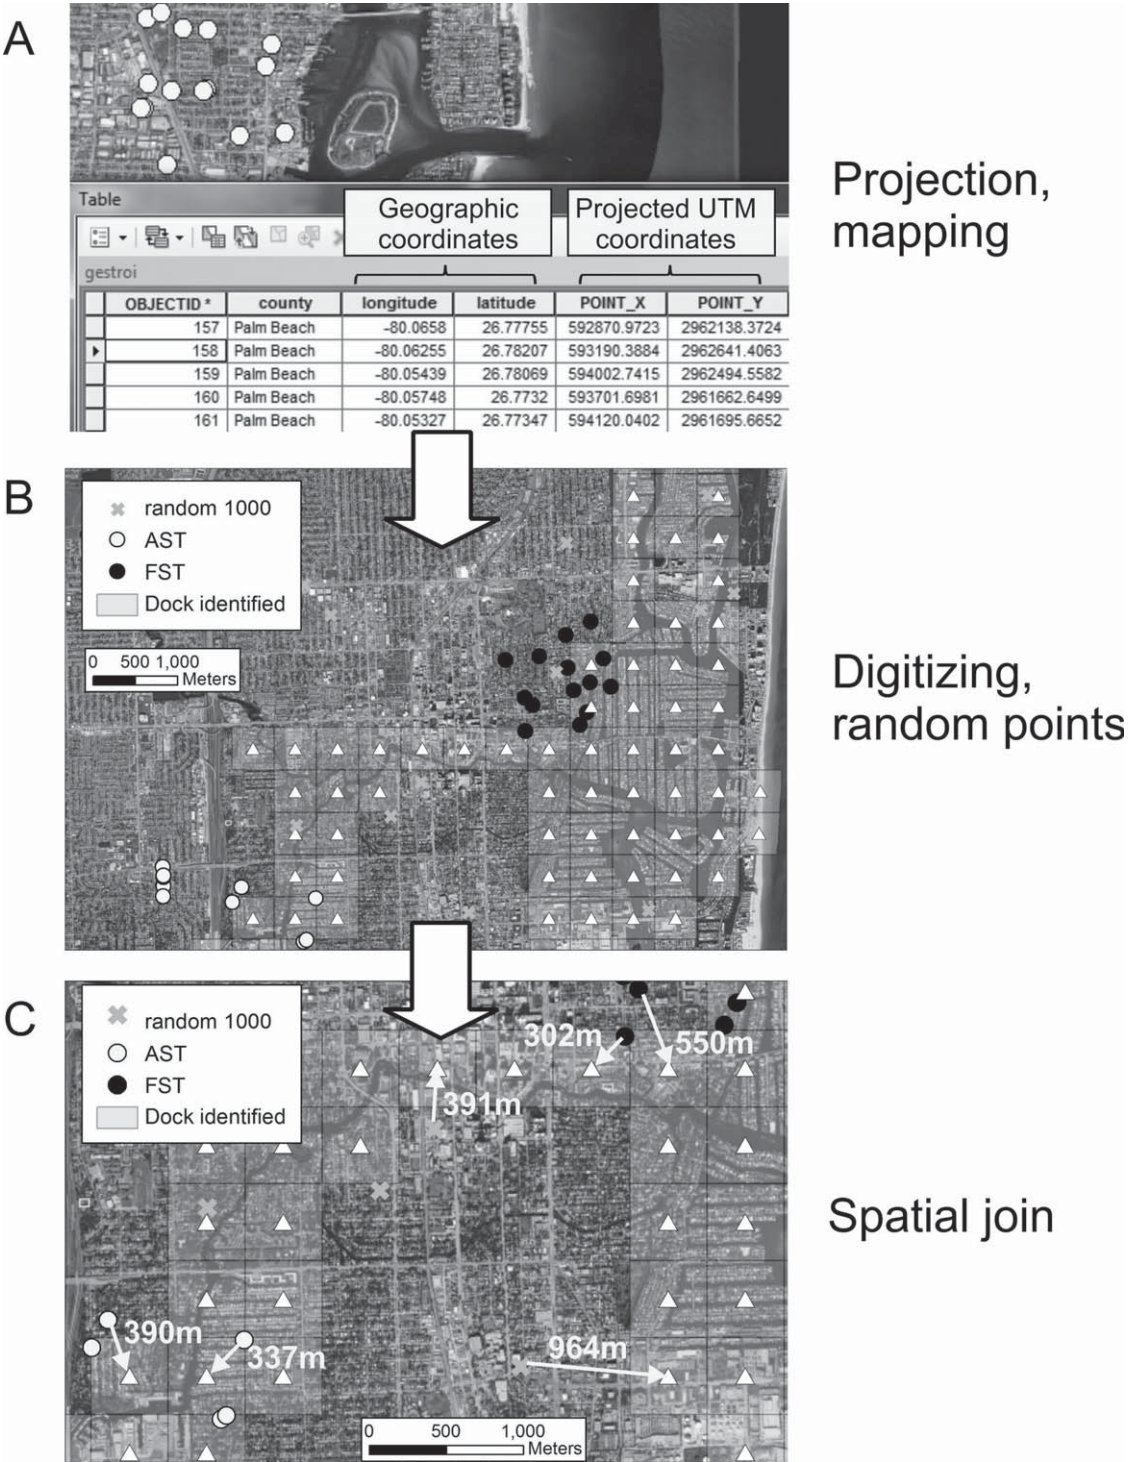 A
Projection,
mapping
Table
Geographic
coordinates
Projected UTM
coordinates
gestroi
OBJECTID * county longitude latitude POINT_X POINT_Y
157 Palm Beach -80.0658 26.77755 592870.9723 2962138.3724
158 Palm Beach -80.06255 26.78207 593190.3884 2962641.4063
159 Palm Beach -80.05439 26.78069 594002.7415 2962494.5582
160 Palm Beach -80.05748 26.7732 593701.6981 2961662.6499
161 Palm Beach -80.05327 26.77347 594120.0402 2961695.6652
B
random 1000
AST
FST
Dock identified
0 500 1,000
Meters
Digitizing,
random points
C
random 1000
AST
FST
Dock identified
302m
550m
391m
390m
337m
964m
0 500 1,000
Meters
Spatial join